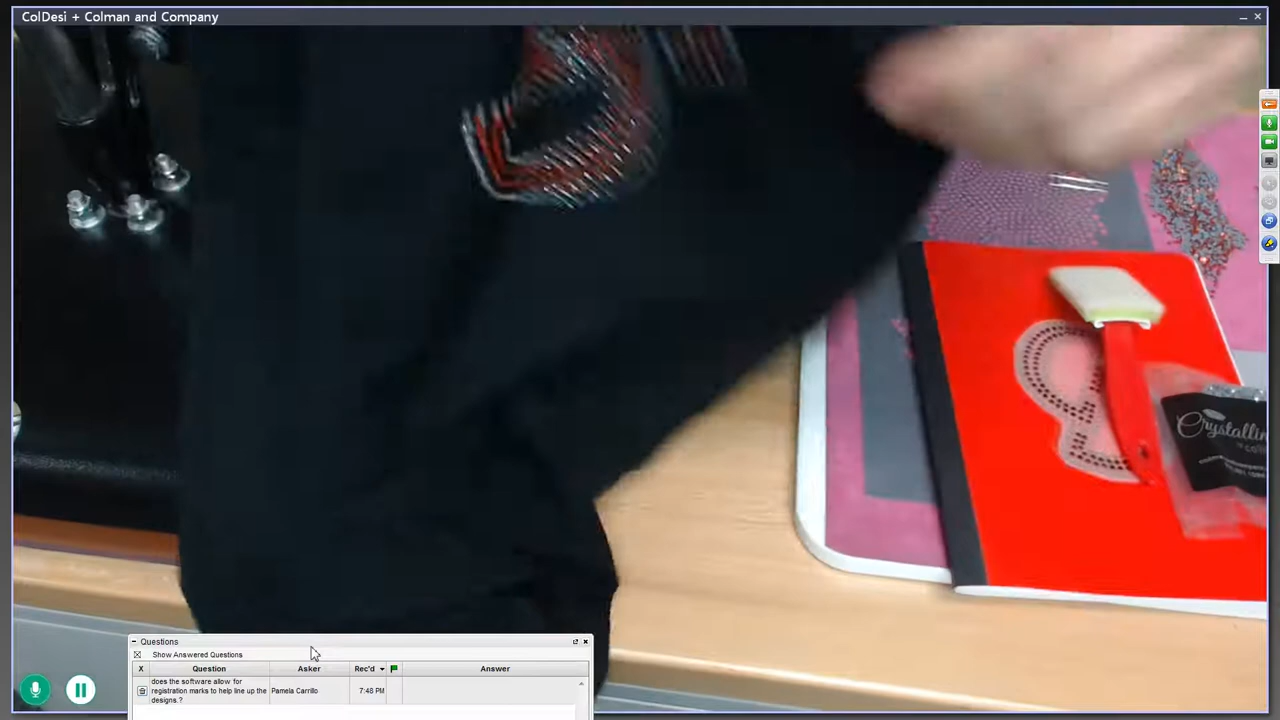 ColDesi + Colman and Company
Crystallin
Questions
Show Answered Questions
X Question Asker Rec'd Answer
does the software allow for
registration marks to help line up the
designs.?
Pamela Carrillo
7:48 PM